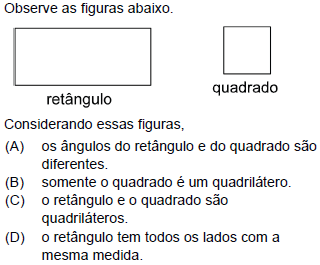 Observe as figuras abaixo.
retângulo
quadrado
Considerando essas figuras,
(A) os ângulos do retângulo e do quadrado são
diferentes.
(B) somente o quadrado é um quadrilátero.
(C) o retângulo e o quadrado são
quadriláteros.
(D) o retângulo tem todos os lados com a
mesma medida.